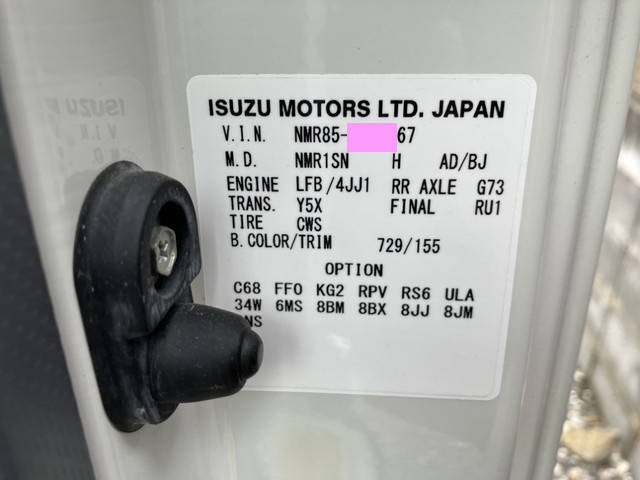 ISUZU MOTORS LTD. JAPAN
V.I.N. NMR85- 67
M.D. NMR1SN H AD/BJ
ENGINE LFB/4JJ1 RR AXLE G73
TRANS. Y5X FINAL RU1
TIRE CWS
B.COLOR/TRIM 729/155
OPTION
C68 FF0 KG2 RPV RS6 ULA
34W 6MS 8BM 8BX 8JJ 8JM